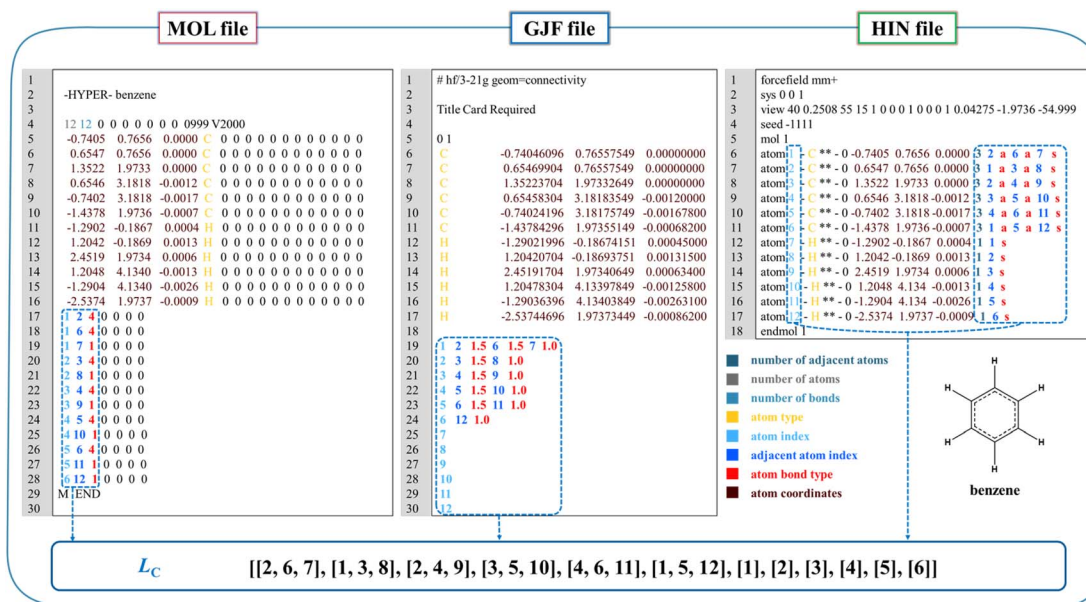 MOL file
GJF file
HIN file
1
2 -HYPER- benzene
3
4 12 12 0 0 0 0 0 0 0 0 0999 V2000
5 -0.7405 0.7656 0.0000 C 0 0 0 0 0 0 0 0 0 0 0 0
6 0.6547 0.7656 0.0000 C 0 0 0 0 0 0 0 0 0 0 0 0
7 1.3522 1.9733 0.0000 C 0 0 0 0 0 0 0 0 0 0 0 0
8 0.6546 3.1818 -0.0012 C 0 0 0 0 0 0 0 0 0 0 0 0
9 -0.7402 3.1818 -0.0017 C 0 0 0 0 0 0 0 0 0 0 0 0
10 -1.4378 1.9736 -0.0007 C 0 0 0 0 0 0 0 0 0 0 0 0
11 -1.2902 -0.1867 0.0004 H 0 0 0 0 0 0 0 0 0 0 0 0
12 1.2042 -0.1869 0.0013 H 0 0 0 0 0 0 0 0 0 0 0 0
13 2.4519 1.9734 0.0006 H 0 0 0 0 0 0 0 0 0 0 0 0
14 1.2048 4.1340 -0.0013 H 0 0 0 0 0 0 0 0 0 0 0 0
15 -1.2904 4.1340 -0.0026 H 0 0 0 0 0 0 0 0 0 0 0 0
16 -2.5374 1.9737 -0.0009 H 0 0 0 0 0 0 0 0 0 0 0 0
17 1 2 4 0 0 0 0
18 1 6 4 0 0 0 0
19 1 7 1 0 0 0 0
20 2 3 4 0 0 0 0
21 2 8 1 0 0 0 0
22 3 4 4 0 0 0 0
23 3 9 1 0 0 0 0
24 4 5 4 0 0 0 0
25 4 10 1 0 0 0 0
26 5 6 4 0 0 0 0
27 5 11 1 0 0 0 0
28 6 12 1 0 0 0 0
29 M END
30
1 # hf/3-21g geom=connectivity
2
3 Title Card Required
4
5 0 1
6 C -0.74046096 0.76557549 0.00000000
7 C 0.65469904 0.76557549 0.00000000
8 C 1.35223704 1.97332649 0.00000000
9 C 0.65458304 3.18183549 -0.00120000
10 C -0.74024196 3.18175749 -0.00167800
11 C -1.43784296 1.97355149 -0.00068200
12 H -1.29021996 -0.18674151 0.00045000
13 H 1.20420704 -0.18693751 0.00131500
14 H 2.45191704 1.97340649 0.00063400
15 H 1.20478304 4.13397849 -0.00125800
16 H -1.29036396 4.13403849 -0.00263100
17 H -2.53744696 1.97373449 -0.00086200
18
19 1 2 1.5 6 1.5 7 1.0
20 2 3 1.5 8 1.0
21 3 4 1.5 9 1.0
22 4 5 1.5 10 1.0
23 5 6 1.5 11 1.0
24 6 12 1.0
25 7
26 8
27 9
28 10
29 11
30 12
1 forcefield mm+
2 sys 0 0 1
3 view 40 0.2508 55 15 1 0 0 0 1 0 0 0 1 0.04275 -1.9736 -54.999
4 seed -1111
5 mol 1
6 atom 1 - C ** - 0 -0.7405 0.7656 0.0000 3 2 a 6 a 7 s
7 atom 2 - C ** - 0 0.6547 0.7656 0.0000 3 1 a 3 a 8 s
8 atom 3 - C ** - 0 1.3522 1.9733 0.0000 3 2 a 4 a 9 s
9 atom 4 - C ** - 0 0.6546 3.1818 -0.0012 3 3 a 5 a 10 s
10 atom 5 - C ** - 0 -0.7402 3.1818 -0.0017 3 4 a 6 a 11 s
11 atom 6 - C ** - 0 -1.4378 1.9736 -0.0007 3 1 a 5 a 12 s
12 atom 7 - H ** - 0 -1.2902 -0.1867 0.0004 1 1 s
13 atom 8 - H ** - 0 1.2042 -0.1869 0.0013 1 2 s
14 atom 9 - H ** - 0 2.4519 1.9734 0.0006 1 3 s
15 atom 10 - H ** - 0 1.2048 4.134 -0.0013 1 4 s
16 atom 11 - H ** - 0 -1.2904 4.134 -0.0026 1 5 s
17 atom 12 - H ** - 0 -2.5374 1.9737 -0.0009 1 6 s
18 endmol 1
number of adjacent atoms
number of atoms
number of bonds
atom type
atom index
adjacent atom index
atom bond type
atom coordinates
H
H H
H H
H
benzene
L_C [[2, 6, 7], [1, 3, 8], [2, 4, 9], [3, 5, 10], [4, 6, 11], [1, 5, 12], [1], [2], [3], [4], [5], [6]]